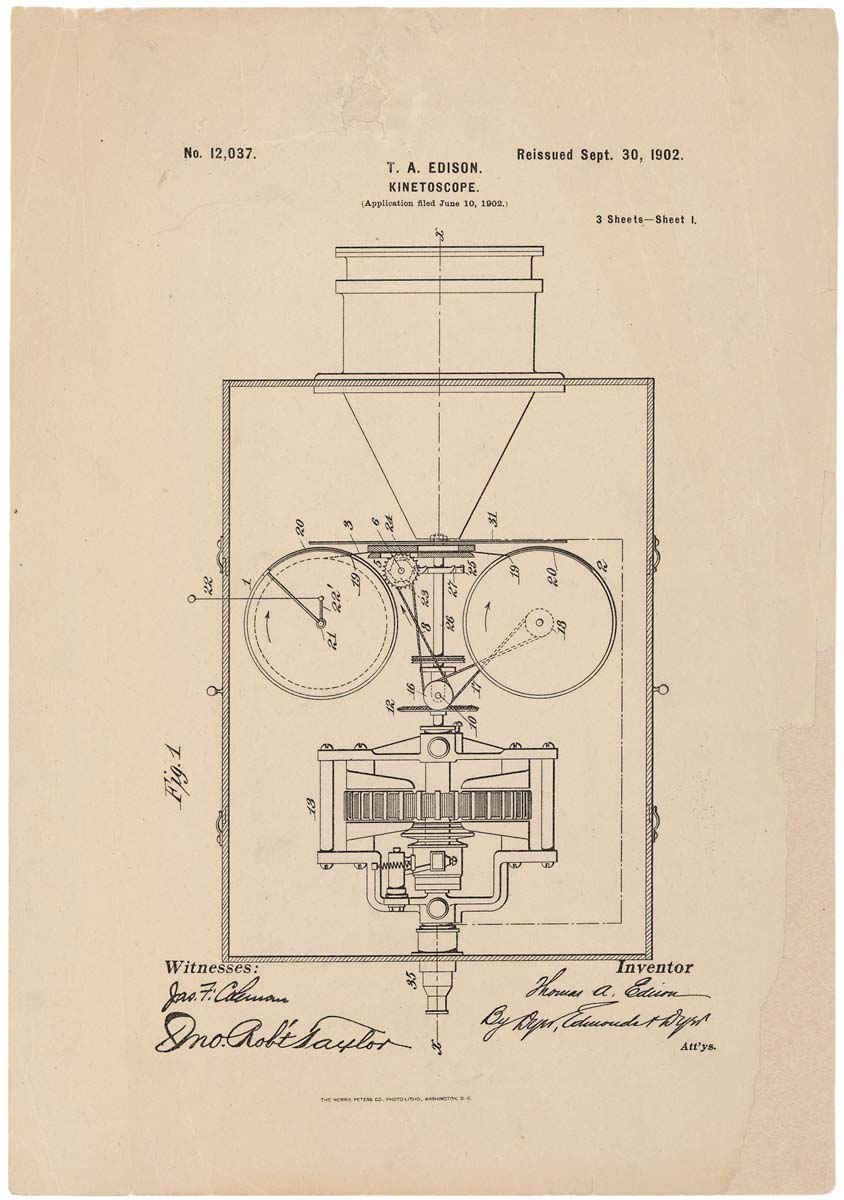 No. 12,037.
Reissued Sept. 30, 1902.
T. A. EDISON.
KINETOSCOPE.
(Application filed June 10, 1902.)
3 Sheets—Sheet 1.
x
20
3
6
24
31
22
1
19
5
25
19
20
2
22'
21
23
27
8
26
18
16
17
12
10
Fig. 1
13
35
x
Witnesses:
Jas. F. Coleman
Jno. Robt Taylor
Inventor
Thomas A. Edison
By Dyer, Edmonds & Dyer
Att'ys.
THE NORRIS PETERS CO., PHOTO-LITHO., WASHINGTON, D. C.